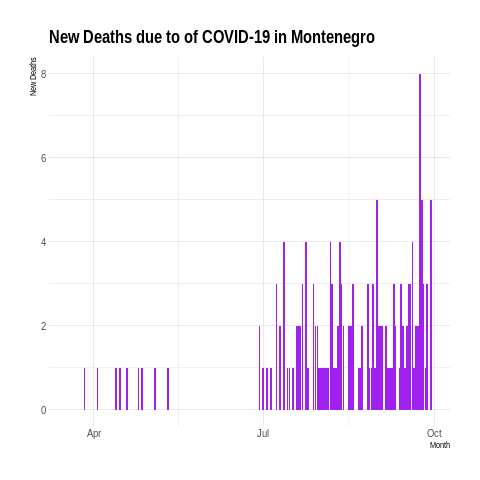 New Deaths due to of COVID-19 in Montenegro
New Deaths
8
6
4
2
0
Apr
Jul
Oct
Month